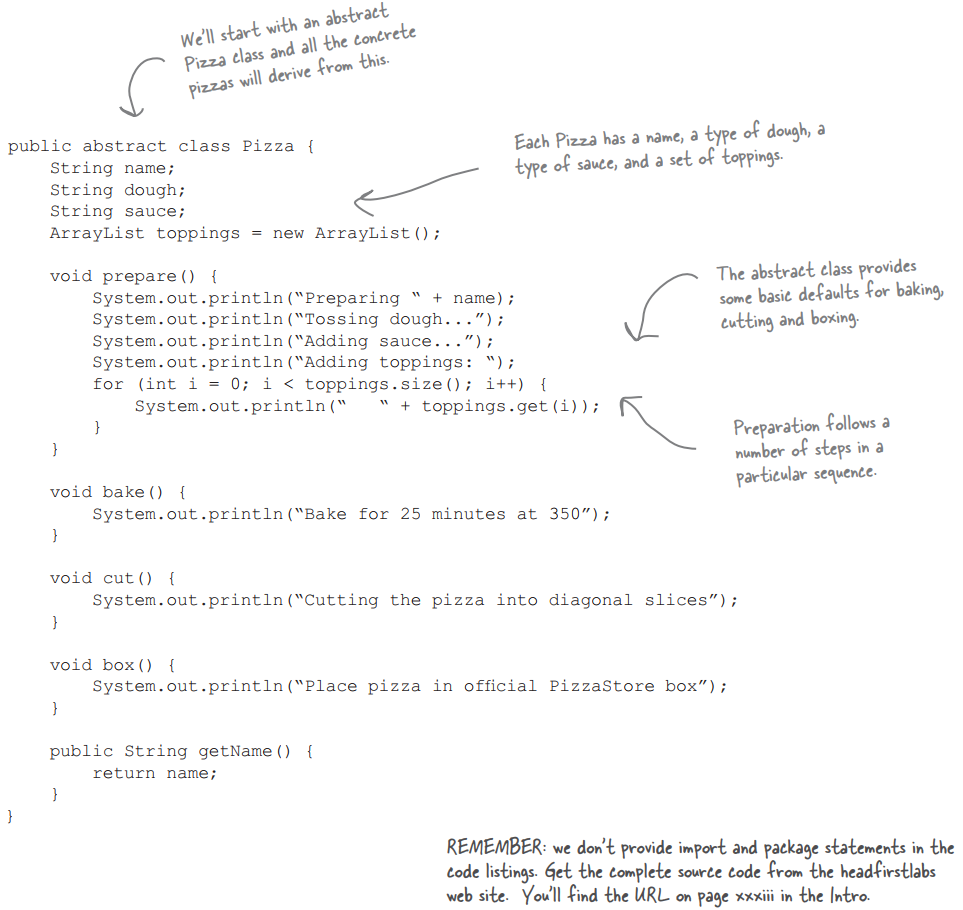 We'll start with an abstract
Pizza class and all the concrete
pizzas will derive from this.
public abstract class Pizza {
String name;
String dough;
String sauce;
ArrayList toppings = new ArrayList();
Each Pizza has a name, a type of dough, a
type of sauce, and a set of toppings.
void prepare() {
System.out.println(“Preparing “ + name);
System.out.println(“Tossing dough...”);
System.out.println(“Adding sauce...”);
System.out.println(“Adding toppings: “);
for (int i = 0; i < toppings.size(); i++) {
System.out.println(“   “ + toppings.get(i));
}
}
The abstract class provides
some basic defaults for baking,
cutting and boxing.
Preparation follows a
number of steps in a
particular sequence.
void bake() {
System.out.println(“Bake for 25 minutes at 350”);
}
void cut() {
System.out.println(“Cutting the pizza into diagonal slices”);
}
void box() {
System.out.println(“Place pizza in official PizzaStore box”);
}
public String getName() {
return name;
}
}
REMEMBER: we don't provide import and package statements in the
code listings. Get the complete source code from the headfirstlabs
web site.  You'll find the URL on page xxxiii in the Intro.